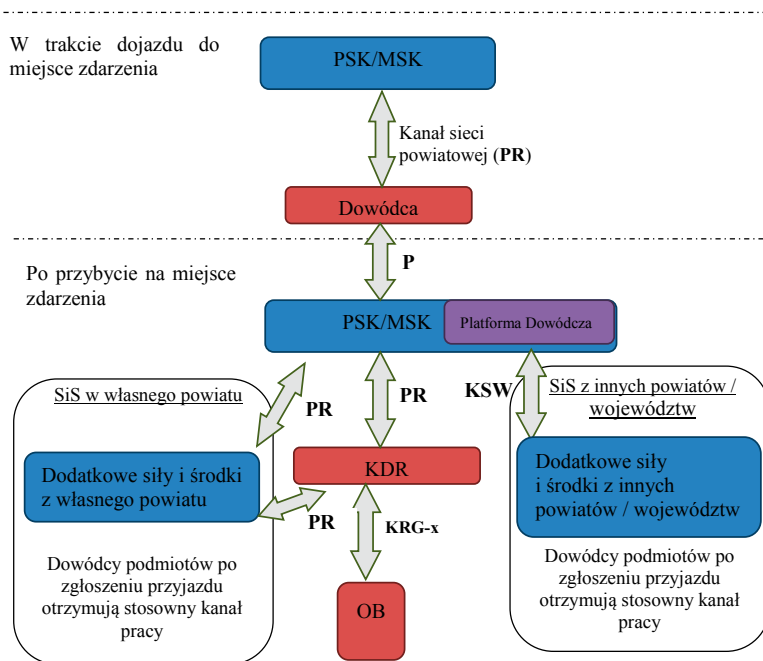 W trakcie dojazdu do
miejsce zdarzenia
PSK/MSK
Kanał sieci
powiatowej (PR)
Dowódca
P
Po przybycie na miejsce
zdarzenia
PSK/MSK
Platforma Dowódcza
SiS w własnego powiatu
PR
PR
KSW
SiS z innych powiatów /
województw
Dodatkowe siły i środki
z własnego powiatu
KDR
Dodatkowe siły
i środki z innych
powiatów / województw
PR
KRG-x
Dowódcy podmiotów po
zgłoszeniu przyjazdu
otrzymują stosowny kanał
pracy
OB
Dowódcy podmiotów po
zgłoszeniu przyjazdu
otrzymują stosowny kanał
pracy